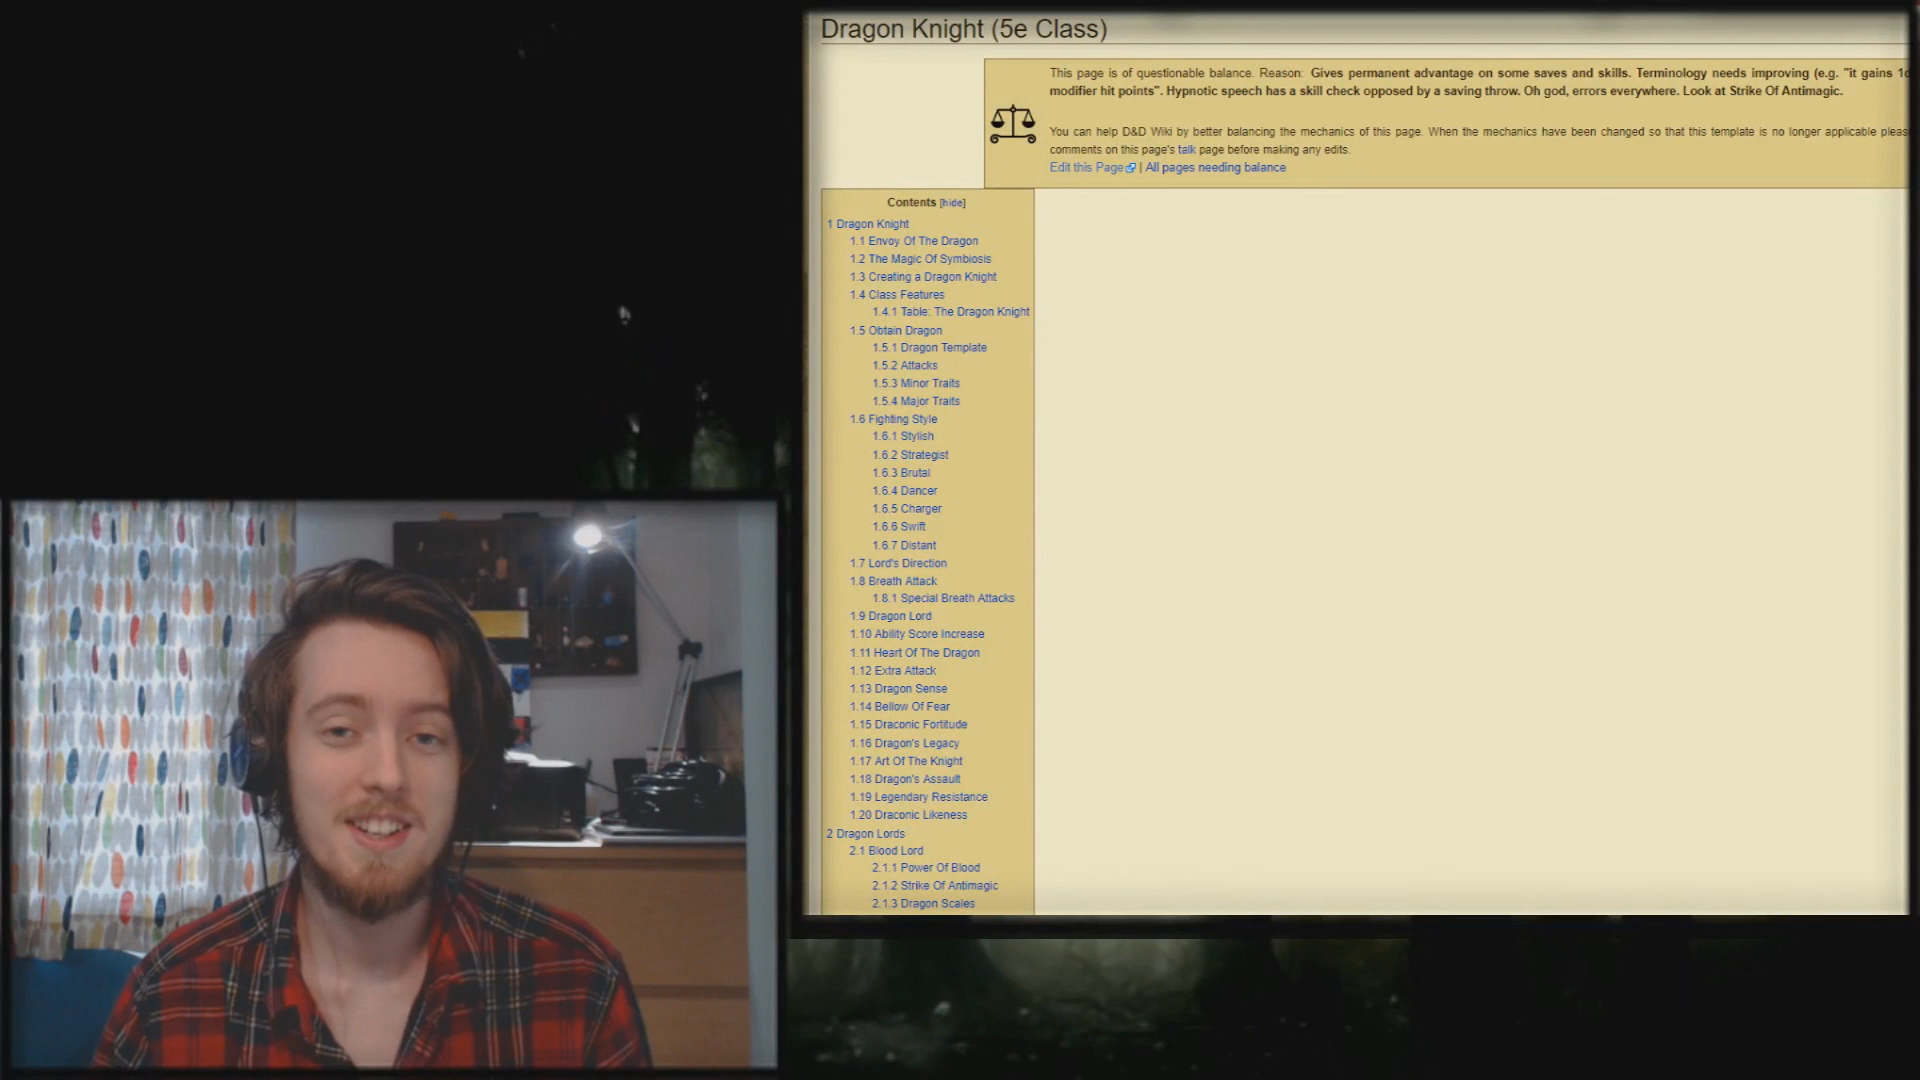 Dragon Knight (5e Class)
This page is of questionable balance. Reason: Gives permanent advantage on some saves and skills. Terminology needs improving (e.g. "it gains
modifier hit points". Hypnotic speech has a skill check opposed by a saving throw. Oh god, errors everywhere. Look at Strike Of Antimagic.
You can help D&D Wiki by better balancing the mechanics of this page. When the mechanics have been changed so that this template is no longer applicable
comments on this page's talk page before making any edits.
Edit this Page | All pages needing balance
Contents [hide]
1 Dragon Knight
1.1 Envoy Of The Dragon
1.2 The Magic Of Symbiosis
1.3 Creating a Dragon Knight
1.4 Class Features
1.4.1 Table: The Dragon Knight
1.5 Obtain Dragon
1.5.1 Dragon Template
1.5.2 Attacks
1.5.3 Minor Traits
1.5.4 Major Traits
1.6 Fighting Style
1.6.1 Stylish
1.6.2 Strategist
1.6.3 Brutal
1.6.4 Dancer
1.6.5 Charger
1.6.6 Swift
1.6.7 Distant
1.7 Lord's Direction
1.8 Breath Attack
1.8.1 Special Breath Attacks
1.9 Dragon Lord
1.10 Ability Score Increase
1.11 Heart Of The Dragon
1.12 Extra Attack
1.13 Dragon Sense
1.14 Bellow Of Fear
1.15 Draconic Fortitude
1.16 Dragon's Legacy
1.17 Art Of The Knight
1.18 Dragon's Assault
1.19 Legendary Resistance
1.20 Draconic Likeness
2 Dragon Lords
2.1 Blood Lord
2.1.1 Power Of Blood
2.1.2 Strike Of Antimagic
2.1.3 Dragon Scales